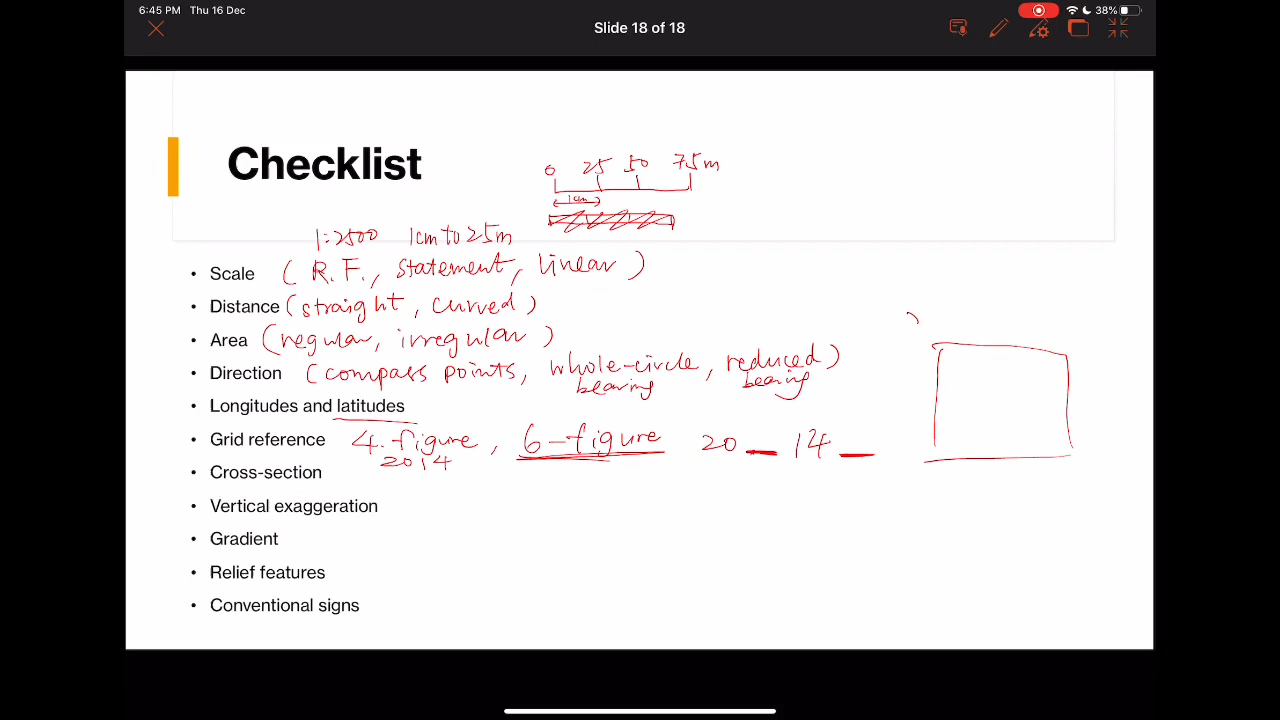 6:45 PM Thu 16 Dec
38%
Slide 18 of 18
Checklist
0 25 50 75m
1cm
1:2500 1cm to 25m
• Scale (R.F., statement, linear)
• Distance (straight, curved)
• Area (regular, irregular)
• Direction (compass points, whole-circle, reduced)
bearing bearing
• Longitudes and latitudes
• Grid reference 4-figure, 6-figure 20 __ 14 __
2014
• Cross-section
• Vertical exaggeration
• Gradient
• Relief features
• Conventional signs